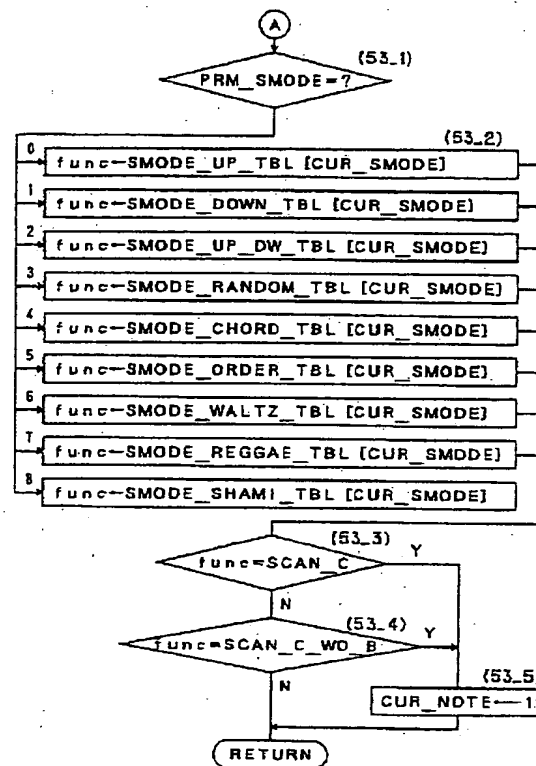 A
(53_1)
PRM_SMODE=?
(53_2)
0 func←SMODE_UP_TBL [CUR_SMODE]
1 func←SMODE_DOWN_TBL [CUR_SMODE]
2 func←SMODE_UP_DW_TBL [CUR_SMODE]
3 func←SMODE_RANDOM_TBL [CUR_SMODE]
4 func←SMODE_CHORD_TBL [CUR_SMODE]
5 func←SMODE_ORDER_TBL [CUR_SMODE]
6 func←SMODE_WALTZ_TBL [CUR_SMODE]
7 func←SMODE_REGGAE_TBL [CUR_SMODE]
8 func←SMODE_SHAMI_TBL [CUR_SMODE]
(53_3)
func=SCAN_C Y
N
(53_4)
func=SCAN_C_WO_B Y
N
(53_5
CUR_NOTE←
RETURN